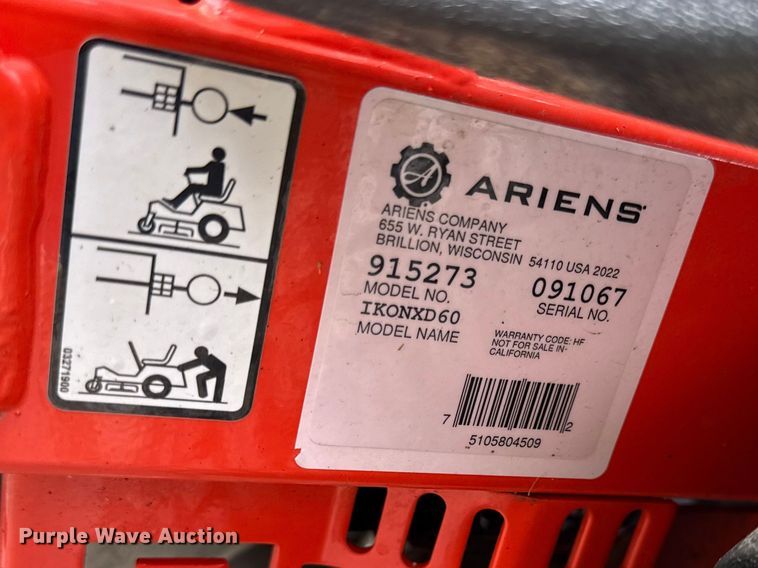 03271900
A ARIENS
ARIENS COMPANY
655 W. RYAN STREET
BRILLION, WISCONSIN 54110 USA 2022
915273 091067
MODEL NO. SERIAL NO.
IKONXD60
MODEL NAME
WARRANTY CODE: HF
NOT FOR SALE IN-
CALIFORNIA
7 5105804509 2
Purple Wave Auction